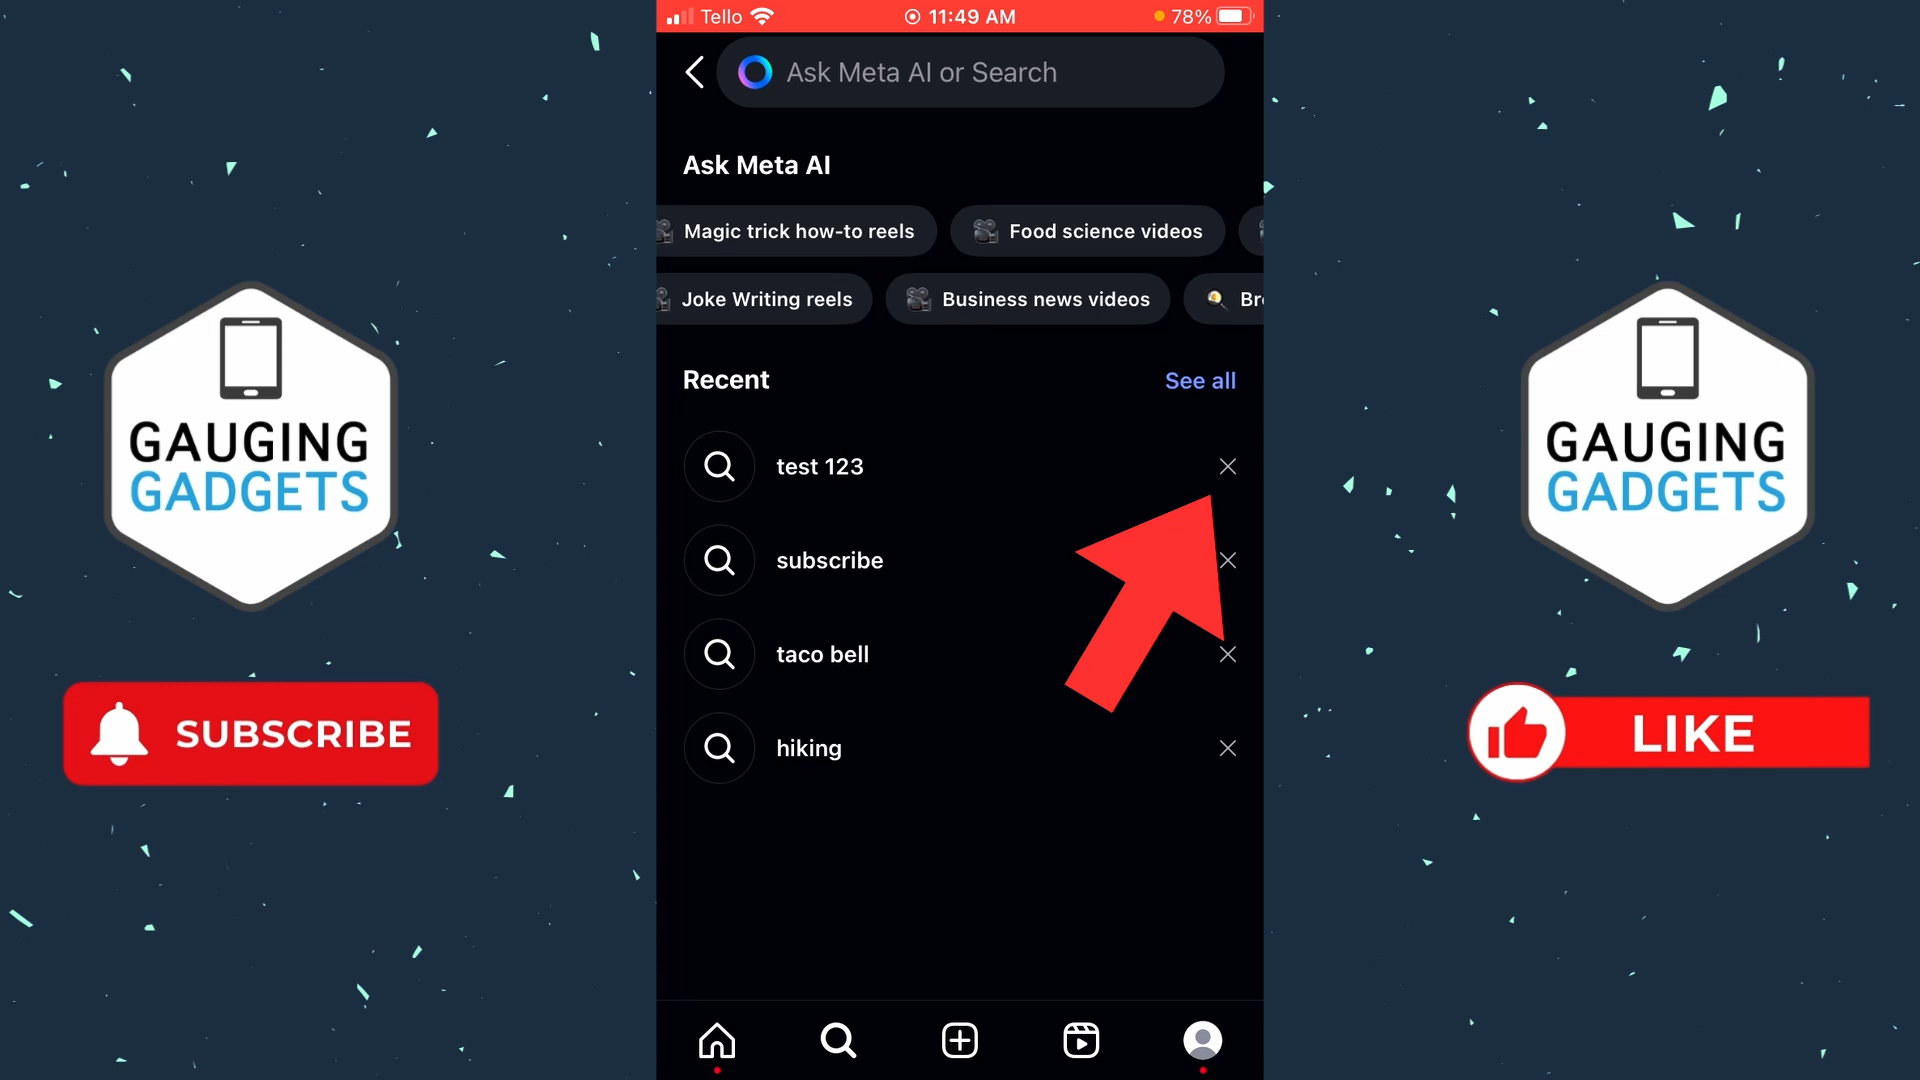 Tello
11:49 AM
78%
Ask Meta AI or Search
Ask Meta AI
Magic trick how-to reels
Food science videos
Joke Writing reels
Business news videos
Recent
See all
test 123
subscribe
taco bell
hiking
GAUGING
GADGETS
SUBSCRIBE
GAUGING
GADGETS
LIKE